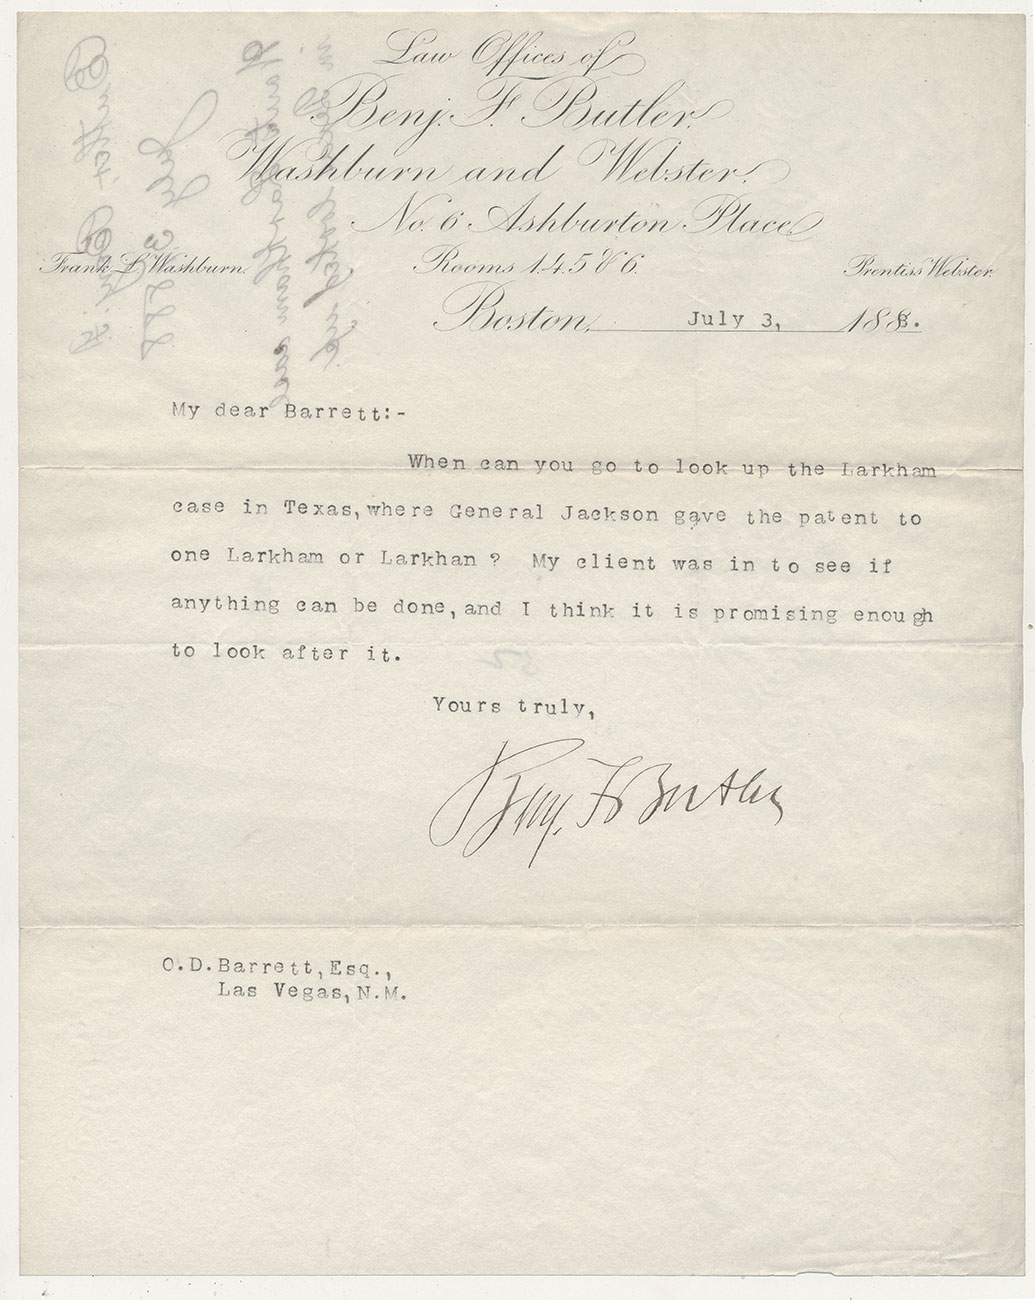 Law Offices of
Benj. F. Butler.
Washburn and Webster.
No. 6 Ashburton Place
Frank L. Washburn. Rooms 1.4.5 & 6. Prentiss Webster.
Boston, July 3, 1888.
My dear Barrett:-
When can you go to look up the Larkham
case in Texas,where General Jackson gave the patent to
one Larkham or Larkhan ? My client was in to see if
anything can be done,and I think it is promising enough
to look after it.
Yours truly,
Benj. F Butler
O.D.Barrett,Esq.,
Las Vegas,N.M.